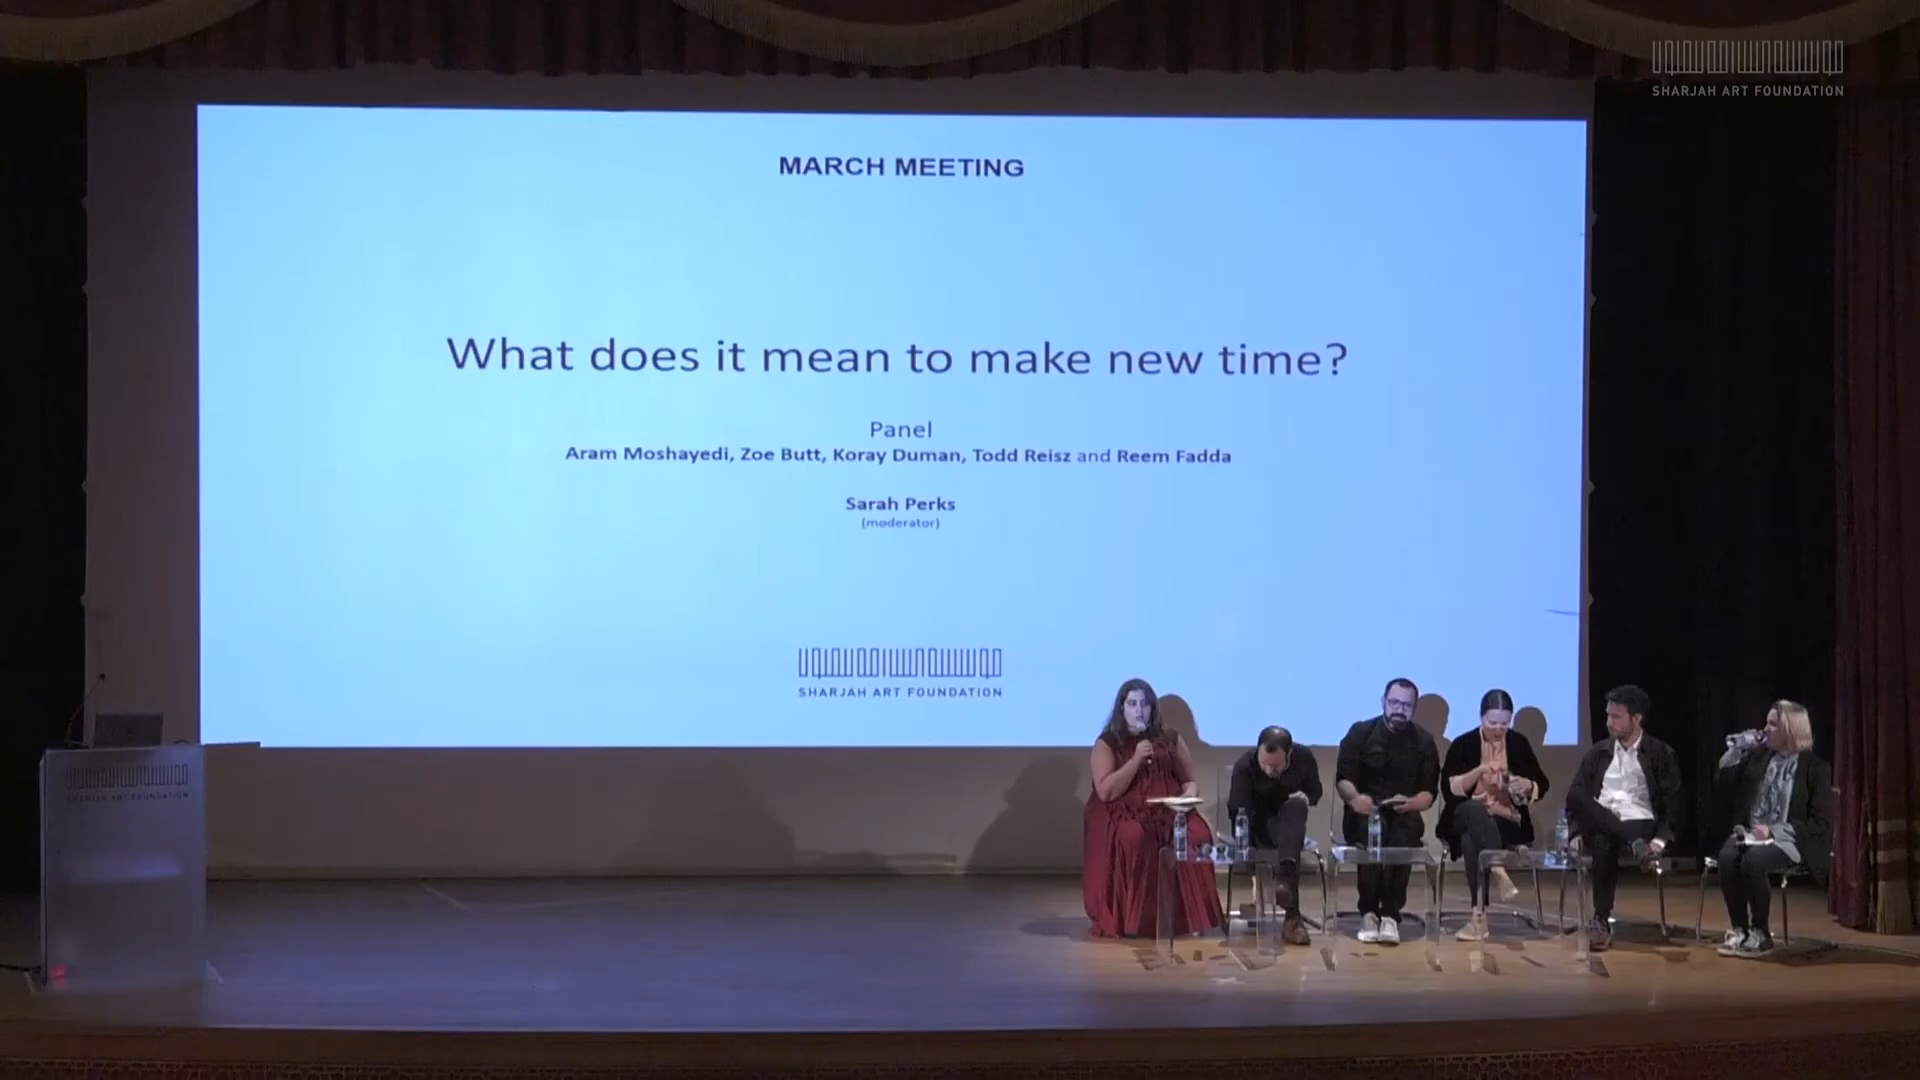 SHARJAH ART FOUNDATION
MARCH MEETING
What does it mean to make new time?
Panel
Aram Moshayedi, Zoe Butt, Koray Duman, Todd Reisz and Reem Fadda
Sarah Perks
(moderator)
SHARJAH ART FOUNDATION
SHARJAH ART FOUNDATION